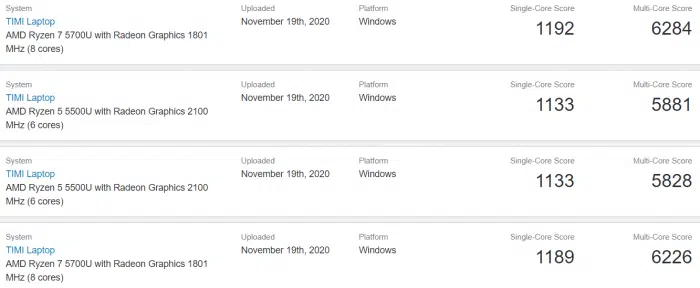 System Uploaded Platform Single-Core Score Multi-Core Score
TIMI Laptop November 19th, 2020 Windows 1192 6284
AMD Ryzen 7 5700U with Radeon Graphics 1801
MHz (8 cores)
System Uploaded Platform Single-Core Score Multi-Core Score
TIMI Laptop November 19th, 2020 Windows 1133 5881
AMD Ryzen 5 5500U with Radeon Graphics 2100
MHz (6 cores)
System Uploaded Platform Single-Core Score Multi-Core Score
TIMI Laptop November 19th, 2020 Windows 1133 5828
AMD Ryzen 5 5500U with Radeon Graphics 2100
MHz (6 cores)
System Uploaded Platform Single-Core Score Multi-Core Score
TIMI Laptop November 19th, 2020 Windows 1189 6226
AMD Ryzen 7 5700U with Radeon Graphics 1801
MHz (8 cores)